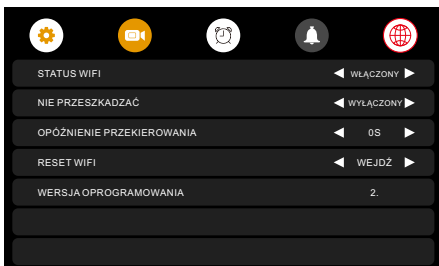 STATUS WIFI WŁĄCZONY
NIE PRZESZKADZAĆ WYŁĄCZONY
OPÓŹNIENIE PRZEKIEROWANIA 0S
RESET WIFI WEJDŹ
WERSJA OPROGRAMOWANIA 2.